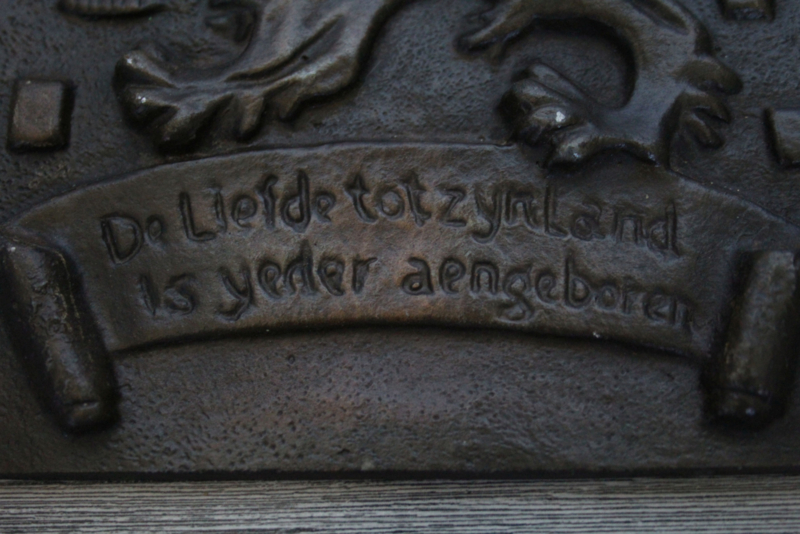 De Liefde tot zyn Land
is yeder aengeboren